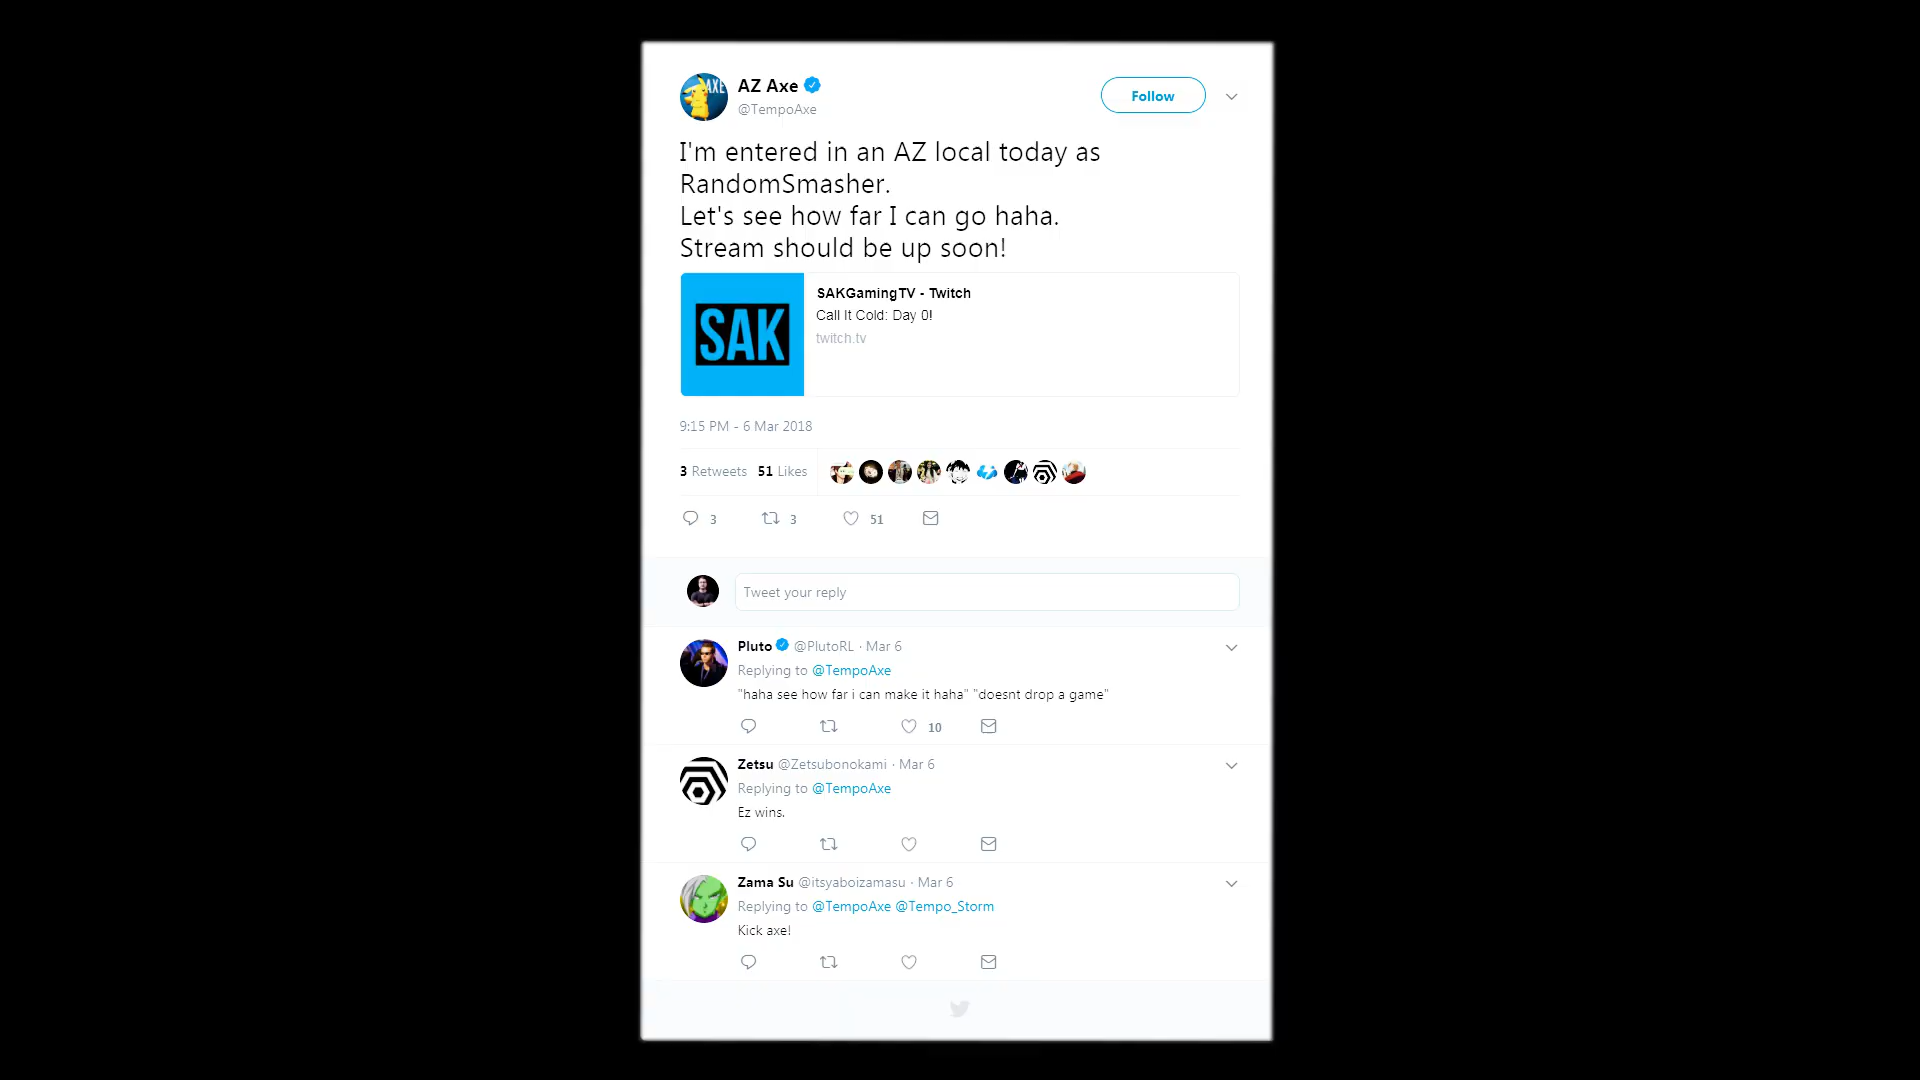 AXE
AZ Axe
@TempoAxe
Follow
I'm entered in an AZ local today as
RandomSmasher.
Let's see how far I can go haha.
Stream should be up soon!
SAK
SAKGamingTV - Twitch
Call It Cold: Day 0!
twitch.tv
9:15 PM - 6 Mar 2018
3 Retweets 51 Likes
3 3 51
Tweet your reply
Pluto @PlutoRL · Mar 6
Replying to @TempoAxe
"haha see how far i can make it haha" "doesnt drop a game"
10
Zetsu @Zetsubonokami · Mar 6
Replying to @TempoAxe
Ez wins.
Zama Su @itsyaboizamasu · Mar 6
Replying to @TempoAxe @Tempo_Storm
Kick axe!